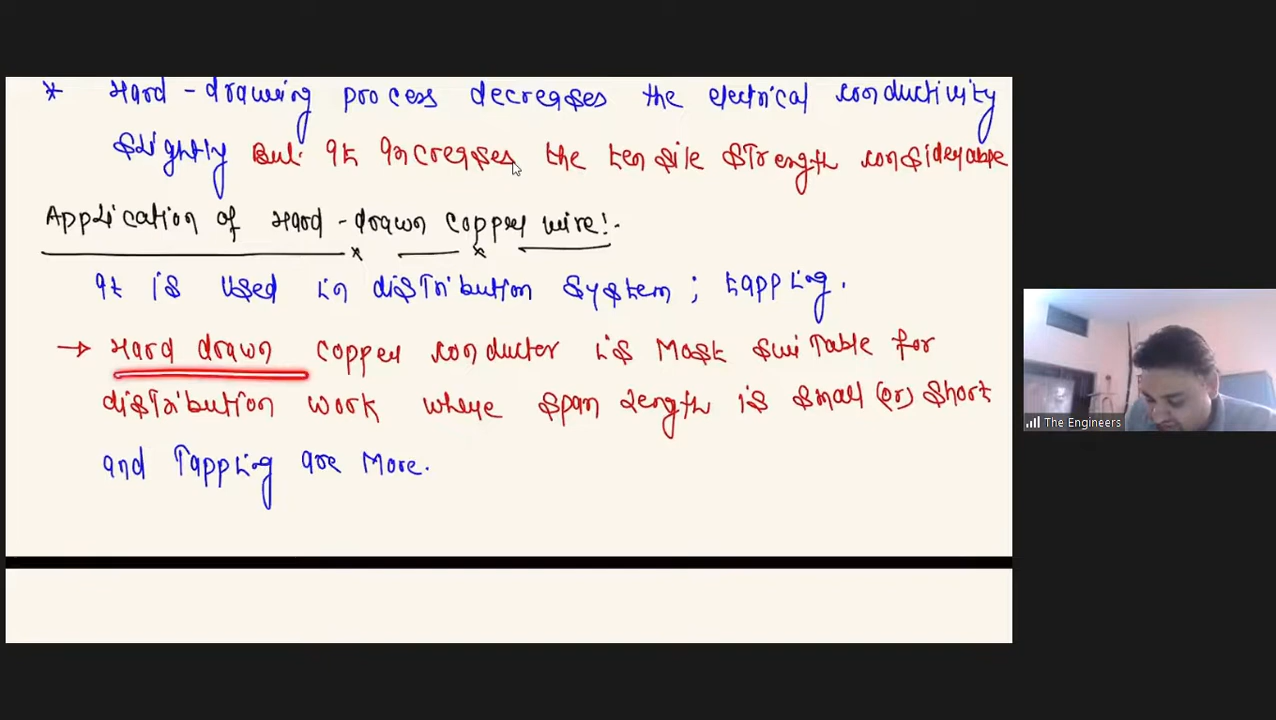 * Hard-drawing process decreases the electrical conductivity
slightly But it increases the tensile strength considerable
Application of Hard-drawn copper wire:-
It is used in distribution system; tapping.
→ Hard drawn copper conductor is Most suitable for
distribution work where span length is small (or) short
and Tapping are More.
The Engineers